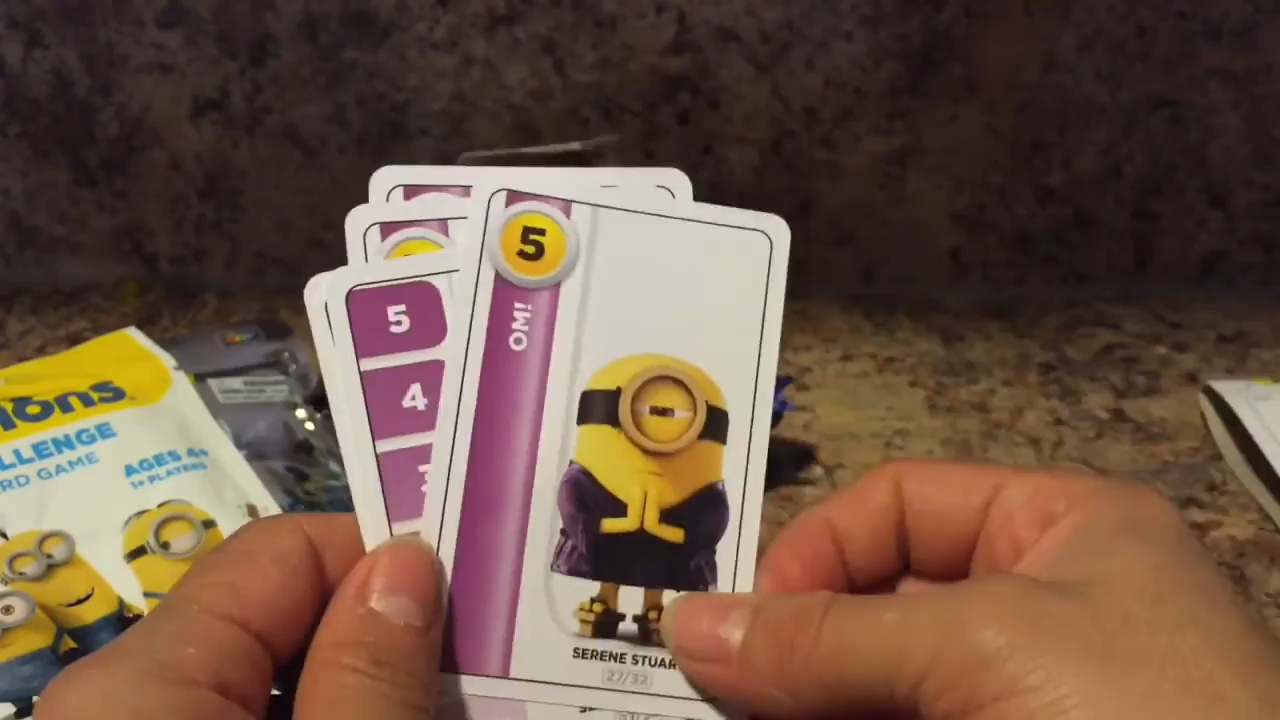 5
OM!
SERENE STUAR
27/32
5
4
ions
LLENGE
RD GAME
AGES 4+
1+ PLAYERS